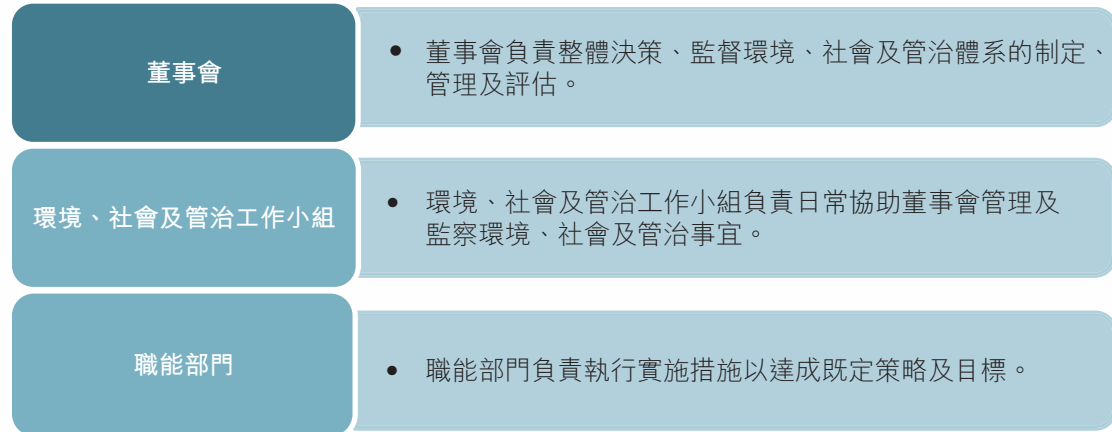 董事會
• 董事會負責整體決策、監督環境、社會及管治體系的制定、
管理及評估。
環境、社會及管治工作小組
• 環境、社會及管治工作小組負責日常協助董事會管理及
監察環境、社會及管治事宜。
職能部門
• 職能部門負責執行實施措施以達成既定策略及目標。